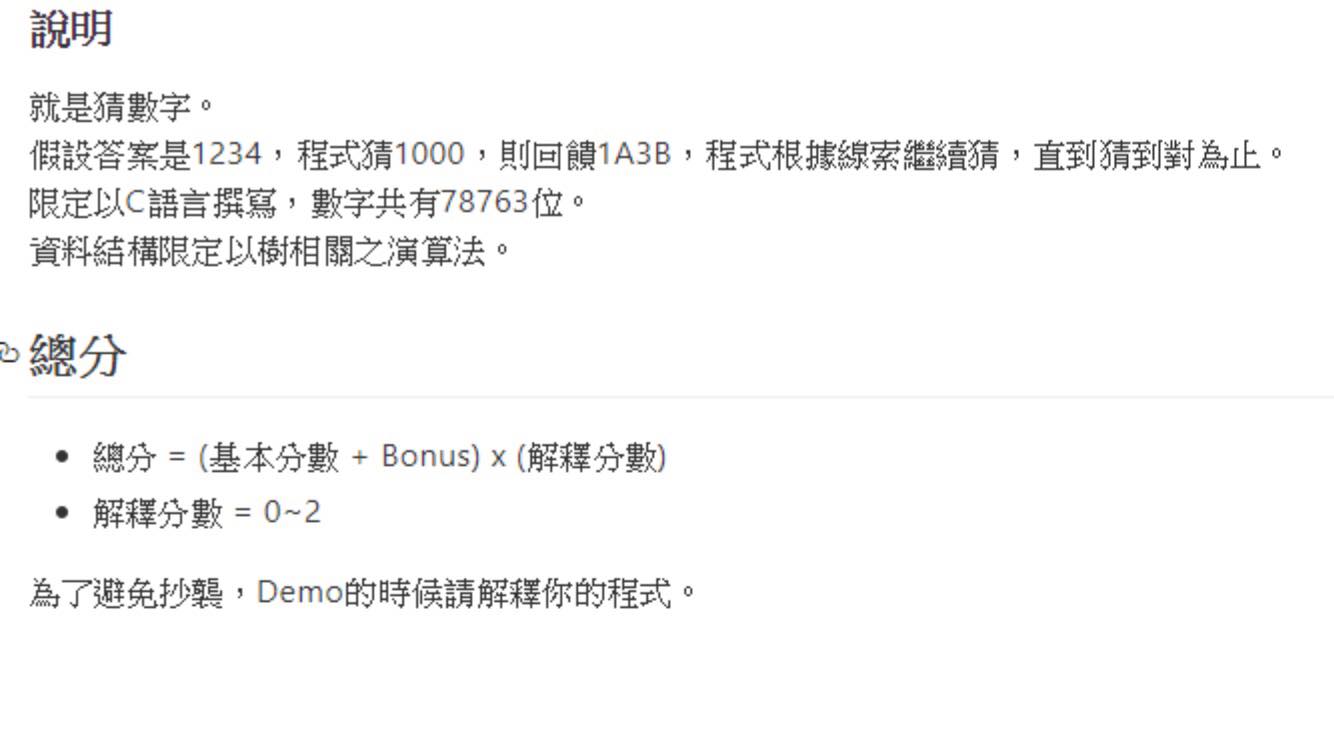 說明
就是猜數字。
假設答案是1234，程式猜1000，則回饋1A3B，程式根據線索繼續猜，直到猜到對為止。
限定以C語言撰寫，數字共有78763位。
資料結構限定以樹相關之演算法。
總分
• 總分 = (基本分數 + Bonus) x (解釋分數)
• 解釋分數 = 0~2
為了避免抄襲，Demo的時候請解釋你的程式。